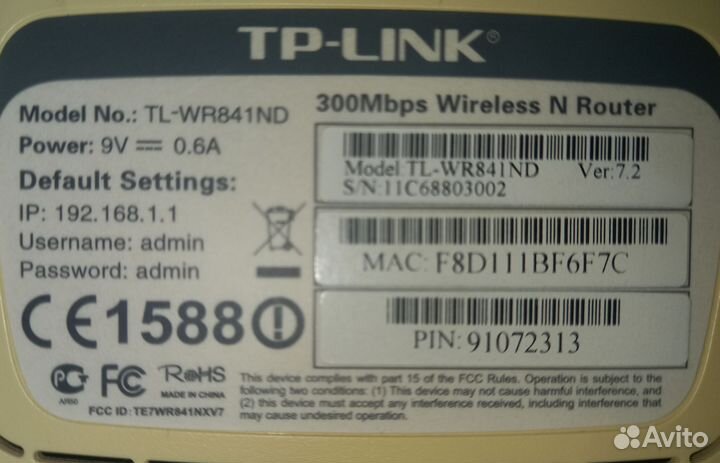 TP-LINK®
Model No.: TL-WR841ND
Power: 9V ⎓ 0.6A
Default Settings:
IP: 192.168.1.1
Username: admin
Password: admin
CE1588
300Mbps Wireless N Router
Model:TL-WR841ND Ver:7.2
S/N:11C68803002
MAC: F8D111BF6F7C
PIN: 91072313
FC RoHS
MADE IN CHINA
FCC ID: TE7WR841NXV7
This device complies with part 15 of the FCC Rules. Operation is subject to the
following two conditions: (1) This device may not cause harmful interference, and
(2) this device must accept any interference received, including interference that
may cause undesired operation.
Avito